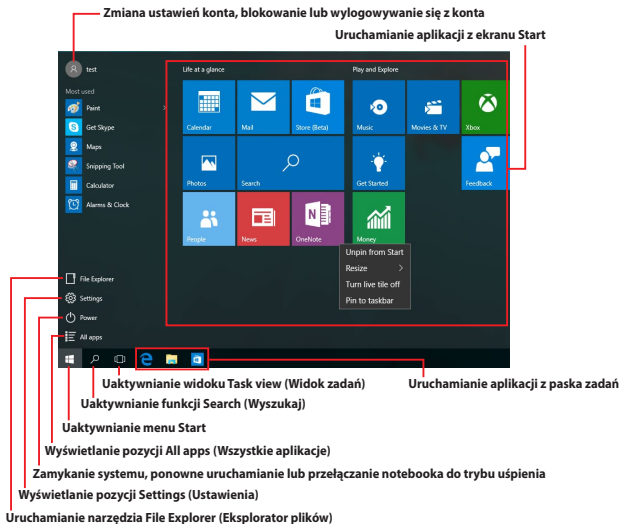 Zmiana ustawień konta, blokowanie lub wylogowywanie się z konta
Uruchamianie aplikacji z ekranu Start
test
Life at a glance
Play and Explore
Most used
Paint
Get Skype
Maps
Snipping Tool
Calculator
Alarms & Clock
Calendar
Mail
Store (Beta)
Music
Movies & TV
Xbox
Photos
Search
Get Started
Feedback
People
News
OneNote
Money
Unpin from Start
Resize
Turn live tile off
Pin to taskbar
File Explorer
Settings
Power
All apps
Uaktywnianie widoku Task view (Widok zadań)
Uruchamianie aplikacji z paska zadań
Uaktywnianie funkcji Search (Wyszukaj)
Uaktywnianie menu Start
Wyświetlanie pozycji All apps (Wszystkie aplikacje)
Zamykanie systemu, ponowne uruchamianie lub przełączanie notebooka do trybu uśpienia
Wyświetlanie pozycji Settings (Ustawienia)
Uruchamianie narzędzia File Explorer (Eksplorator plików)